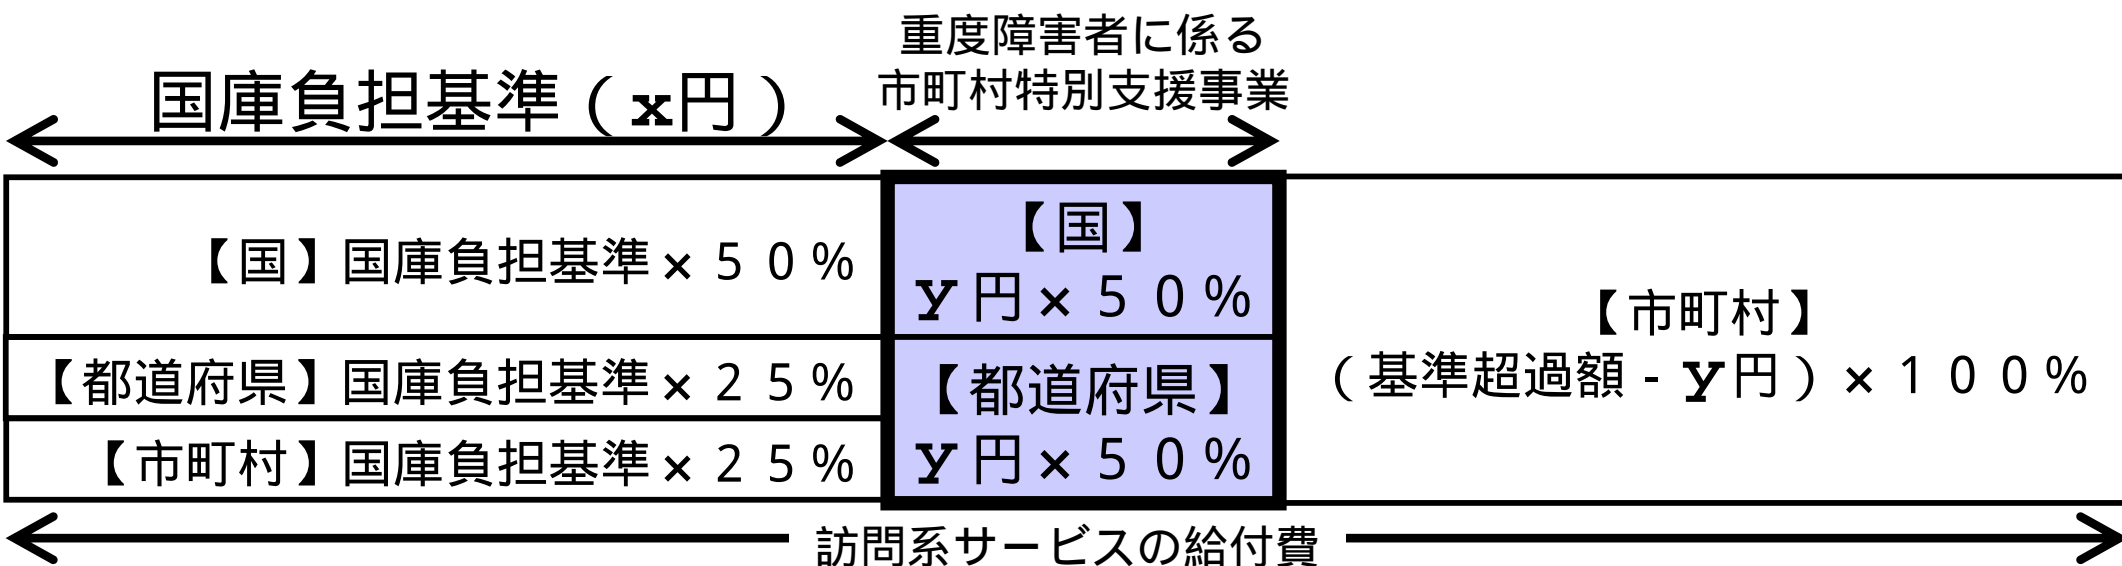 重度障害者に係る
市町村特別支援事業
国庫負担基準（x円）
【国】国庫負担基準×５０％
【都道府県】国庫負担基準×２５％
【市町村】国庫負担基準×２５％
【国】
y円×５０％
【都道府県】
y円×５０％
【市町村】
（基準超過額-y円）×１００％
訪問系サービスの給付費